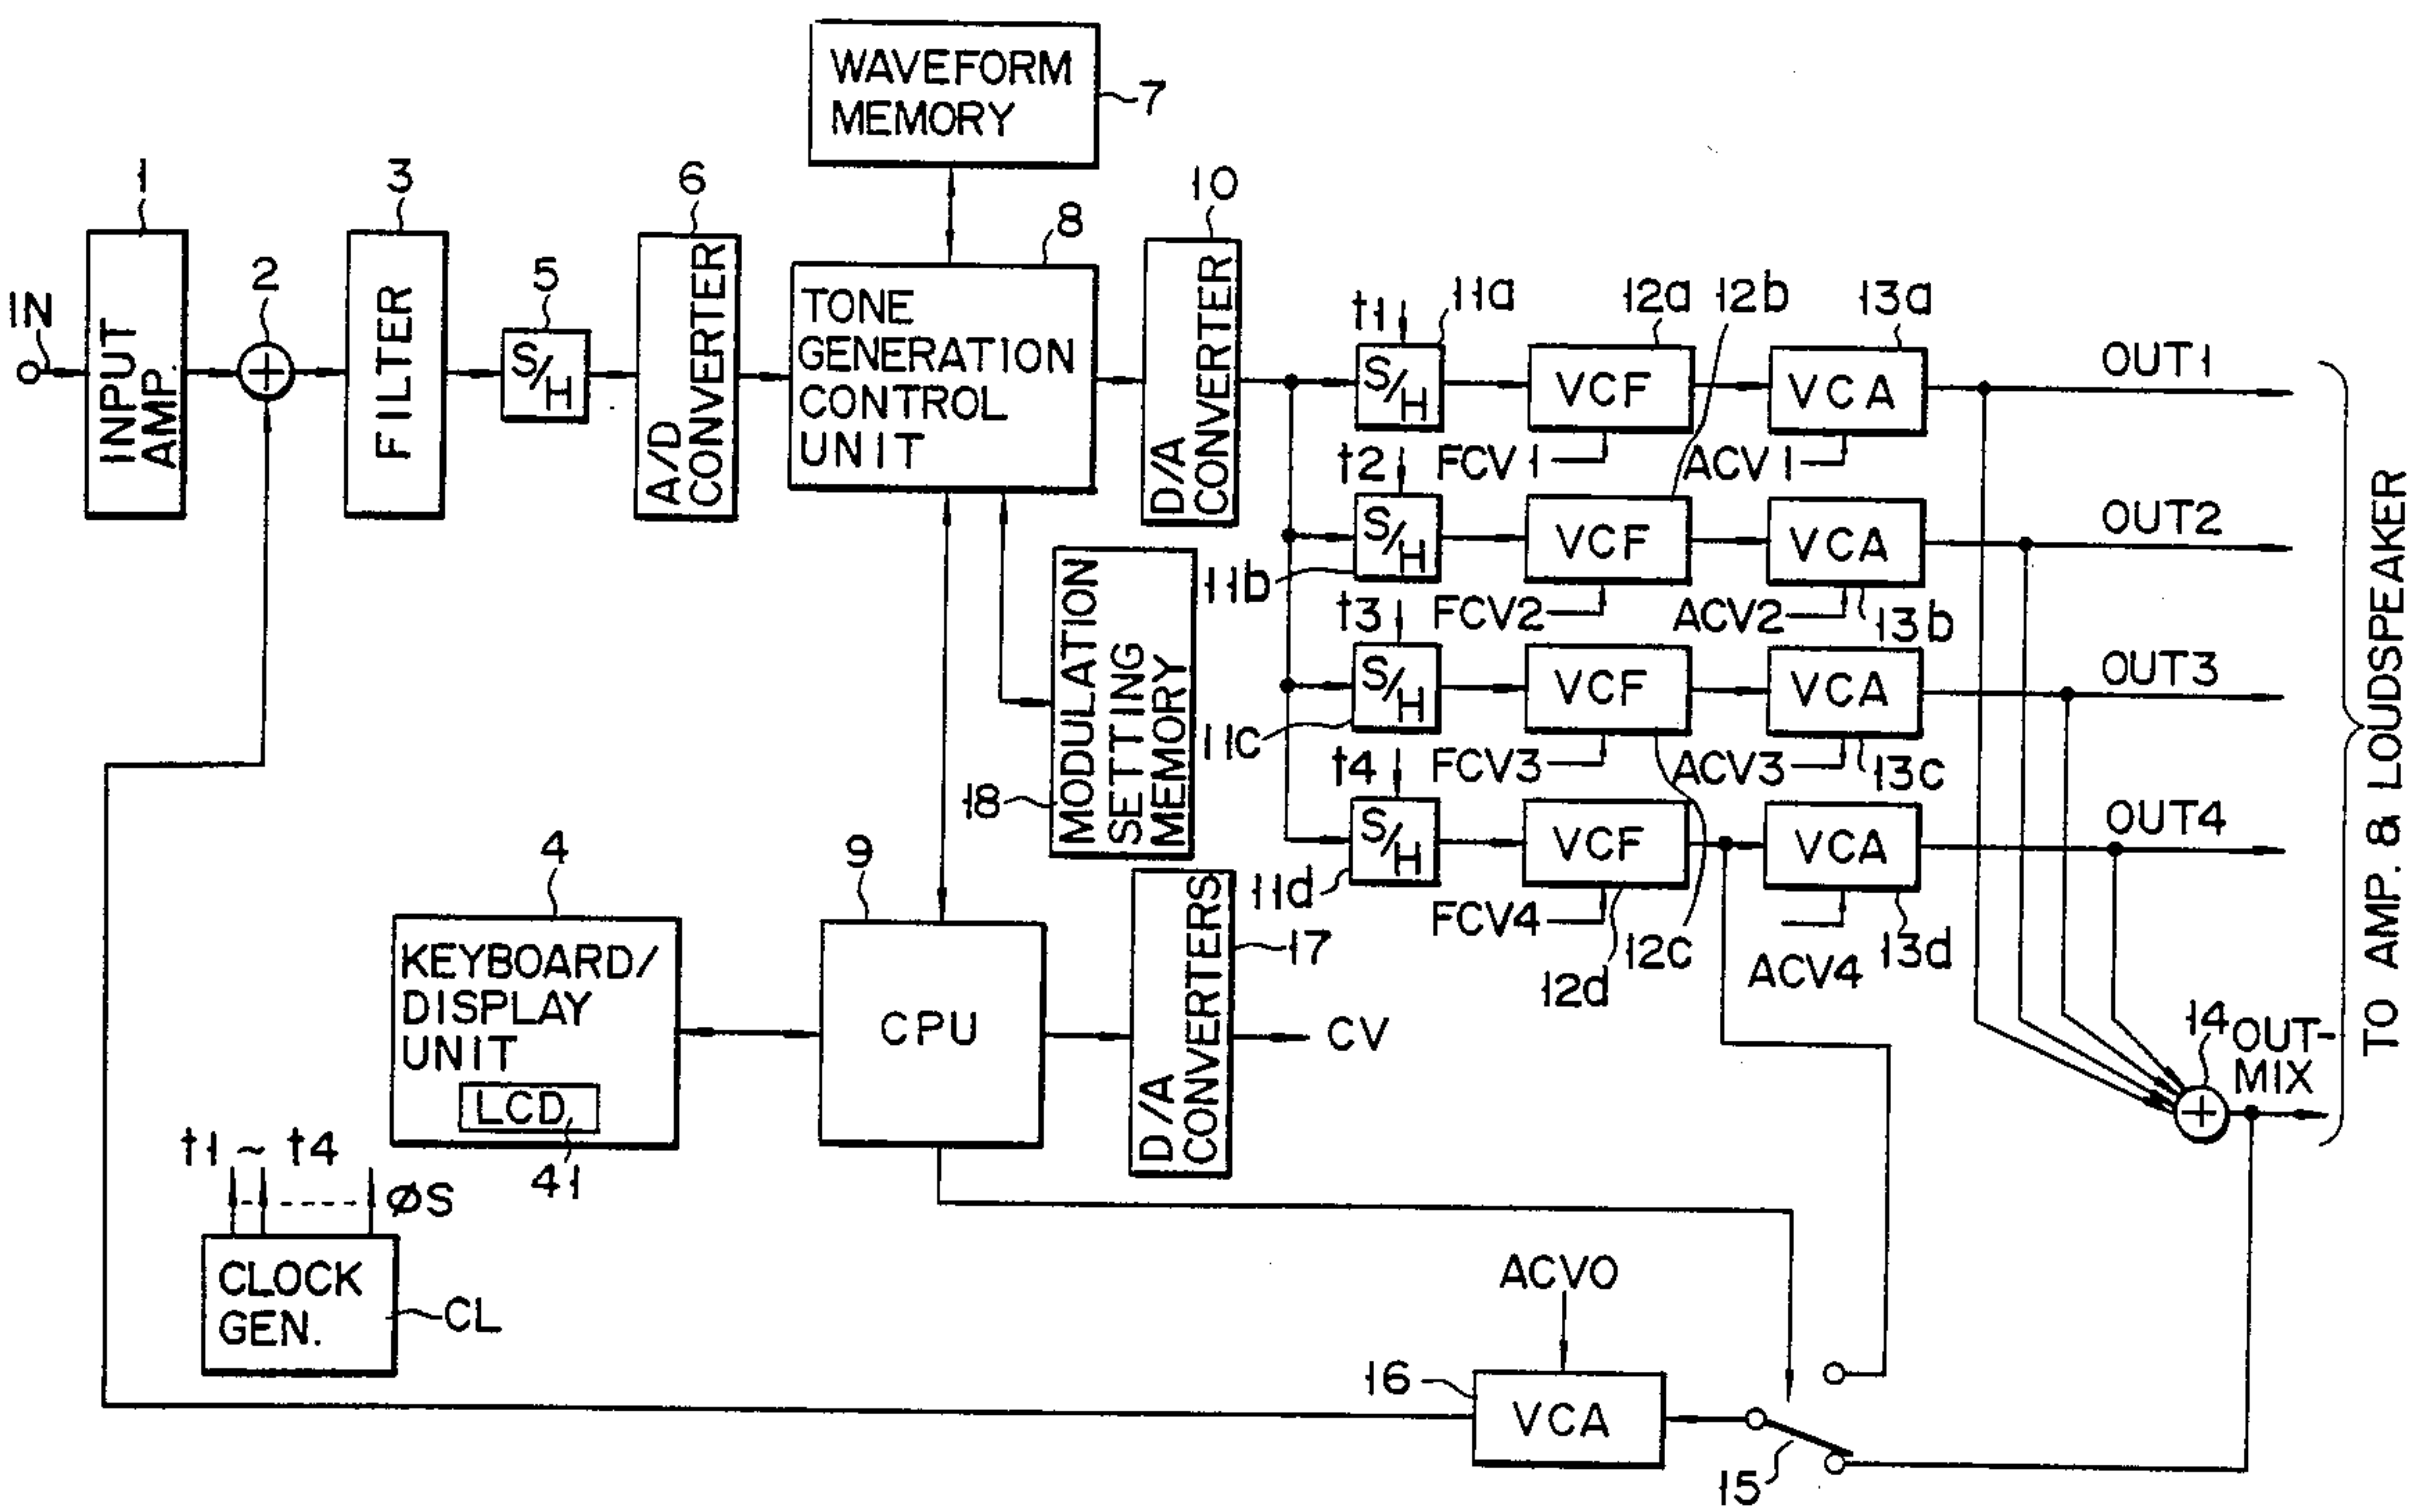 WAVEFORM
MEMORY
7
1
IN
INPUT
AMP.
2
3
FILTER
5
S/H
6
A/D
CONVERTER
8
TONE
GENERATION
CONTROL
UNIT
10
D/A
CONVERTER
t1
11a
S/H
12a
VCF
12b
13a
VCA
OUT1
FCV1
ACV1
t2
11b
S/H
VCF
VCA
OUT2
FCV2
ACV2
13b
t3
11c
S/H
VCF
VCA
OUT3
FCV3
ACV3
13c
t4
11d
S/H
VCF
VCA
OUT4
FCV4
12d
12c
ACV4
13d
14
OUT-
MIX
TO AMP. & LOUDSPEAKER
18
MODULATION
SETTING
MEMORY
4
KEYBOARD/
DISPLAY
UNIT
LCD
41
9
CPU
D/A
CONVERTERS
17
CV
t1 ~ t4
øS
CLOCK
GEN.
CL
ACV0
16
VCA
15